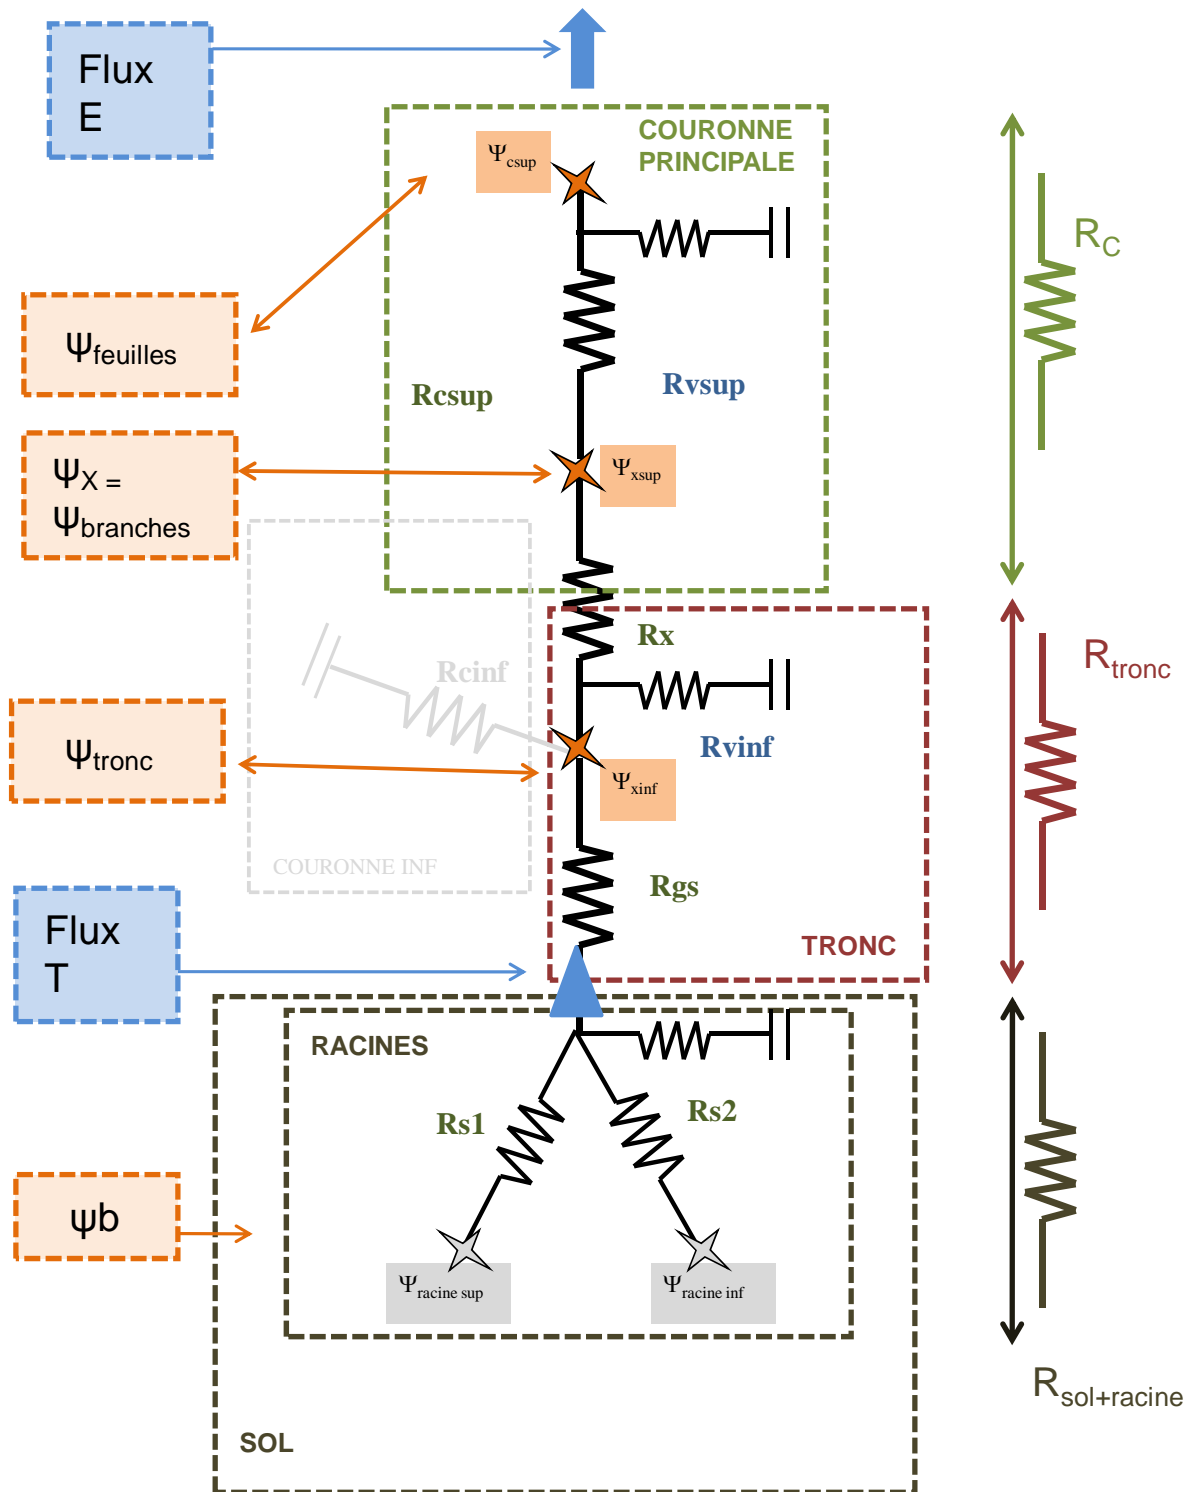 Flux
E
COURONNE
PRINCIPALE
Ψcsup
RC
Ψfeuilles
Rcsup
Rvsup
ΨX =
Ψbranches
Ψxsup
Rx
Rtronc
Rcinf
Rvinf
Ψtronc
Ψxinf
COURONNE INF
Rgs
Flux
T
TRONC
RACINES
Rs1
Rs2
ψb
Ψracine sup
Ψracine inf
Rsol+racine
SOL